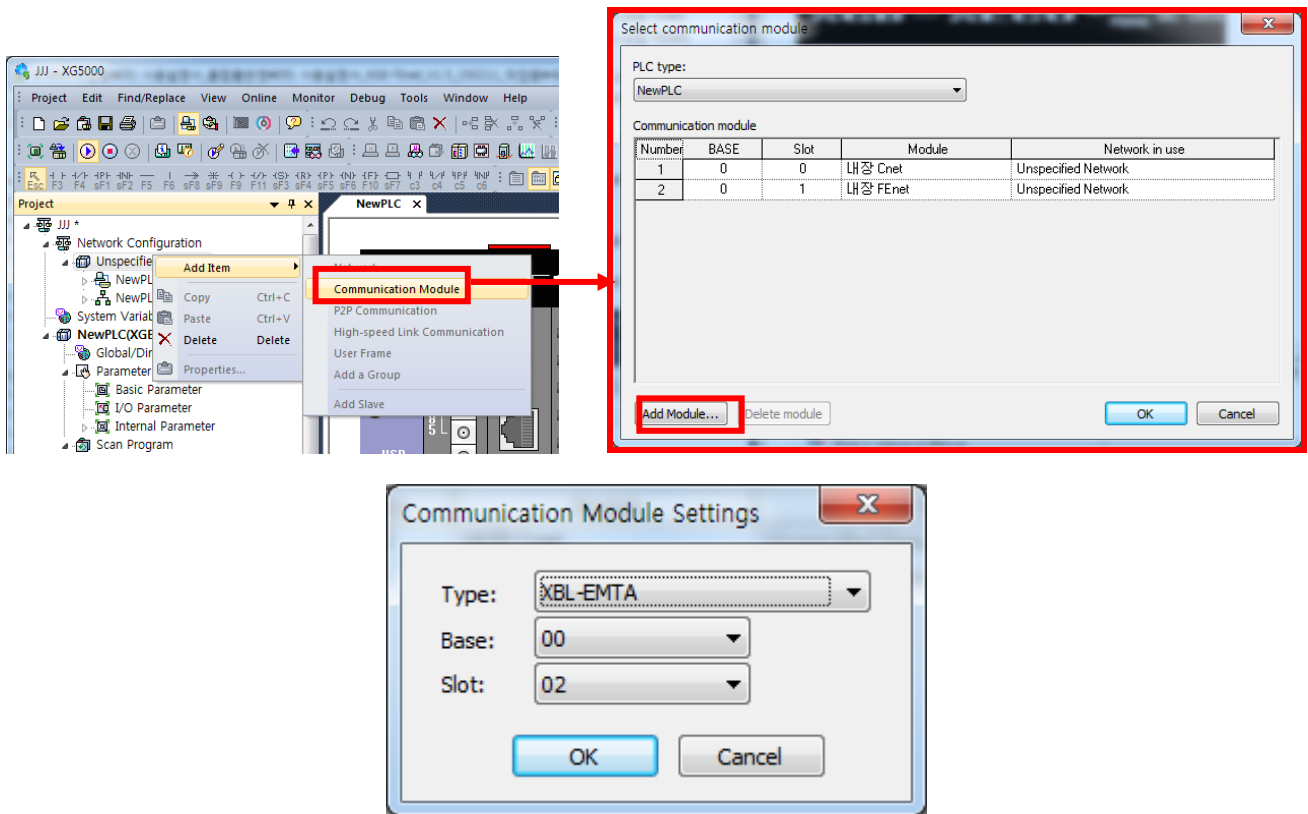 JJJ - XG5000
Project Edit Find/Replace View Online Monitor Debug Tools Window Help
Esc F3 F4 sF1 sF2 F5 F6 sF8 sF9 F9 F11 sF3 sF4 sF5 sF6 F10 sF7 c3 c4 c5 c6
Project
NewPLC
JJJ *
Network Configuration
Unspecifie
NewPL
NewPL
System Variab
NewPLC(XGE
Global/Dir
Parameter
Basic Parameter
I/O Parameter
Internal Parameter
Scan Program
Add Item
Copy Ctrl+C
Paste Ctrl+V
Delete Delete
Properties...
Communication Module
P2P Communication
High-speed Link Communication
User Frame
Add a Group
Add Slave
Select communication module
PLC type:
NewPLC
Communication module
Number BASE Slot Module Network in use
1 0 0 내장 Cnet Unspecified Network
2 0 1 내장 FEnet Unspecified Network
Add Module... Delete module OK Cancel
Communication Module Settings
Type: XBL-EMTA
Base: 00
Slot: 02
OK Cancel